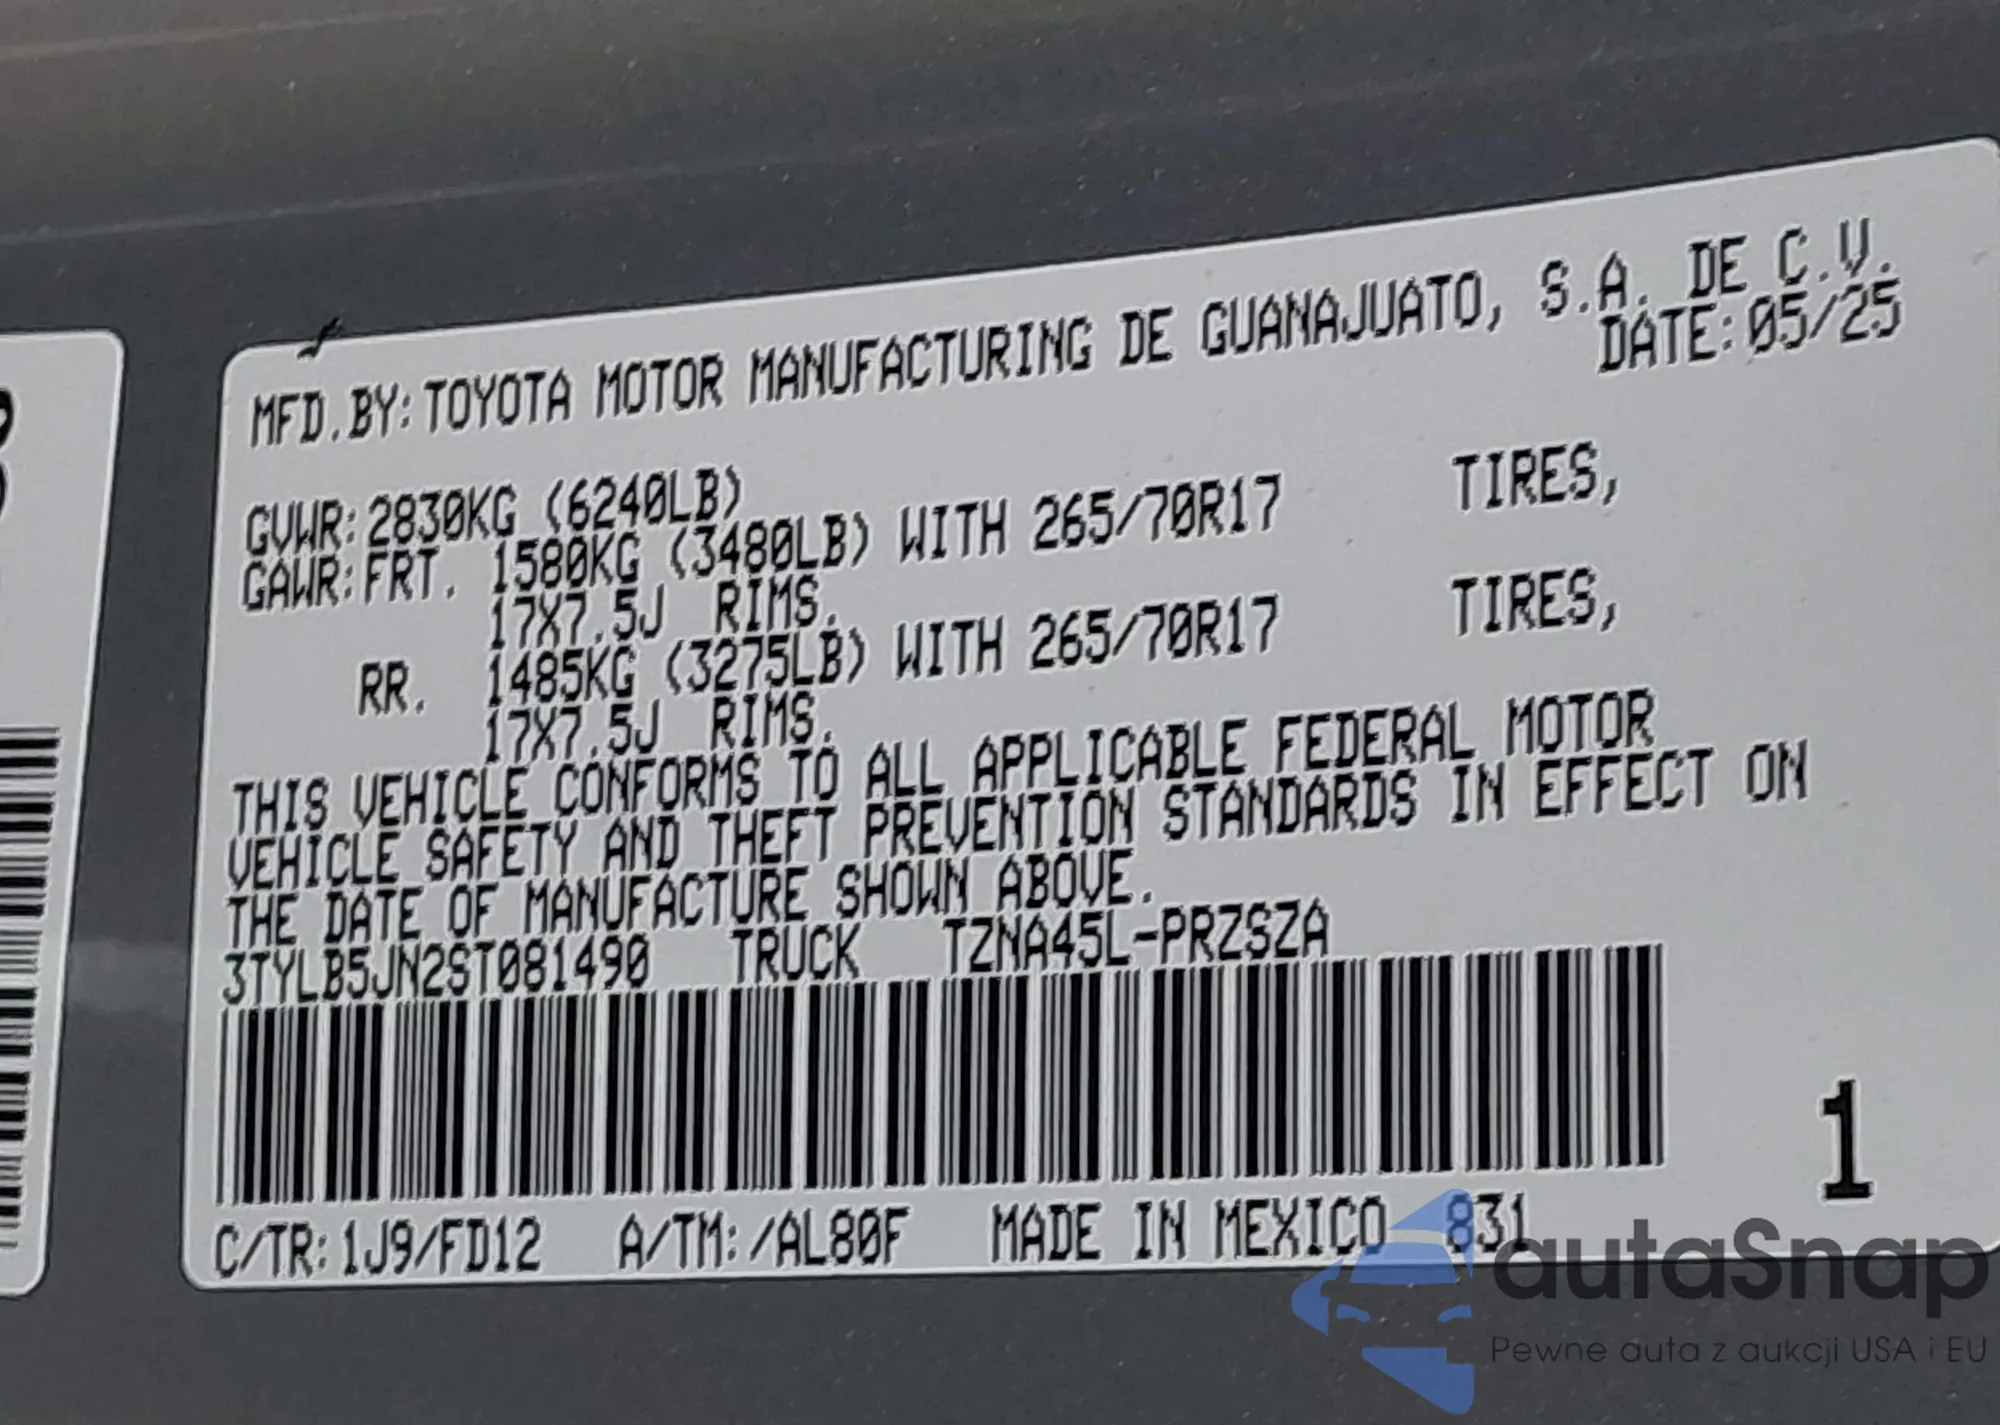 MFD.BY:TOYOTA MOTOR MANUFACTURING DE GUANAJUATO, S.A. DE C.V.
DATE:05/25
GVWR:2830KG (6240LB)
GAWR:FRT. 1580KG (3480LB) WITH 265/70R17 TIRES,
17X7.5J RIMS.
RR. 1485KG (3275LB) WITH 265/70R17 TIRES,
17X7.5J RIMS.
THIS VEHICLE CONFORMS TO ALL APPLICABLE FEDERAL MOTOR
VEHICLE SAFETY AND THEFT PREVENTION STANDARDS IN EFFECT ON
THE DATE OF MANUFACTURE SHOWN ABOVE.
3TYLB5JN2ST081490 TRUCK TZNA45L-PRZSZA
1
C/TR:1J9/FD12 A/TM:/AL80F MADE IN MEXICO 831
autaSnap
Pewne auta z aukcji USA i EU